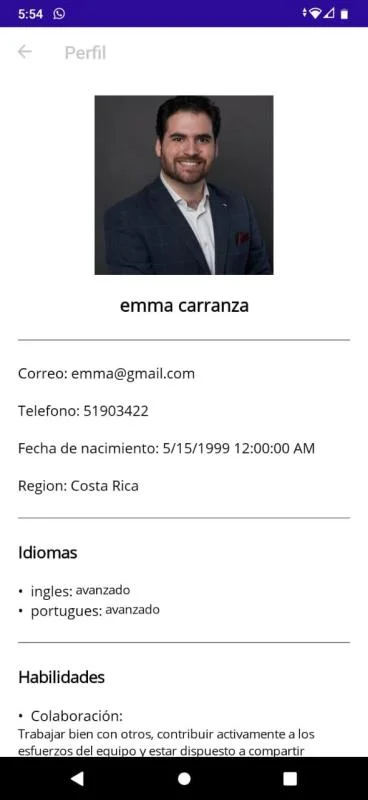 5:54
Perfil
emma carranza
Correo: emma@gmail.com
Telefono: 51903422
Fecha de nacimiento: 5/15/1999 12:00:00 AM
Region: Costa Rica
Idiomas
• ingles: avanzado
• portugues: avanzado
Habilidades
• Colaboración:
Trabajar bien con otros, contribuir activamente a los
esfuerzos del equipo y estar dispuesto a compartir